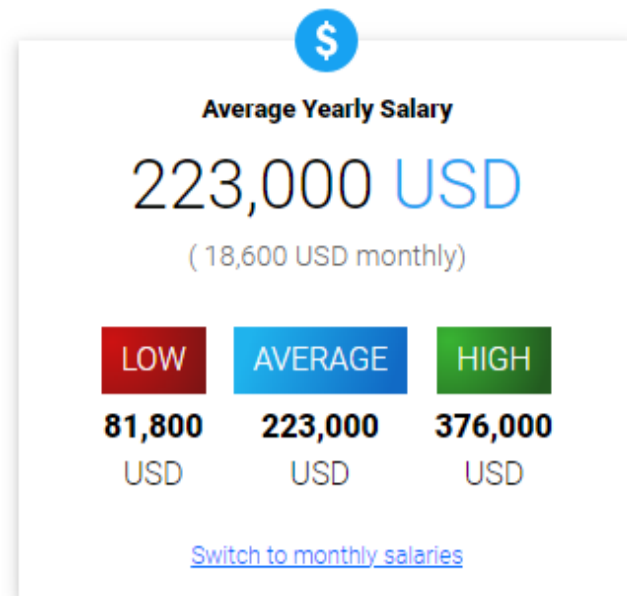 $
Average Yearly Salary
223,000 USD
( 18,600 USD monthly)
LOW AVERAGE HIGH
81,800 223,000 376,000
USD USD USD
Switch to monthly salaries